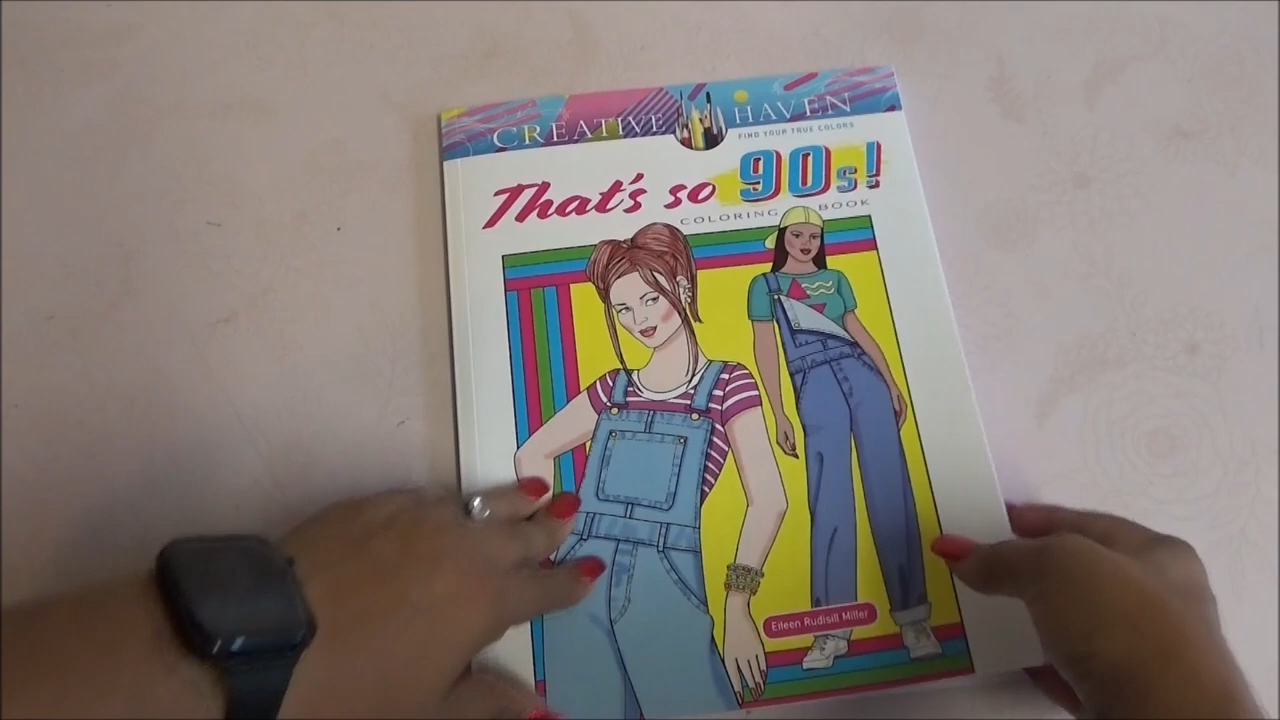 CREATIVE HAVEN
FIND YOUR TRUE COLORS
That's so 90s!
COLORING BOOK
Eileen Rudisill Miller